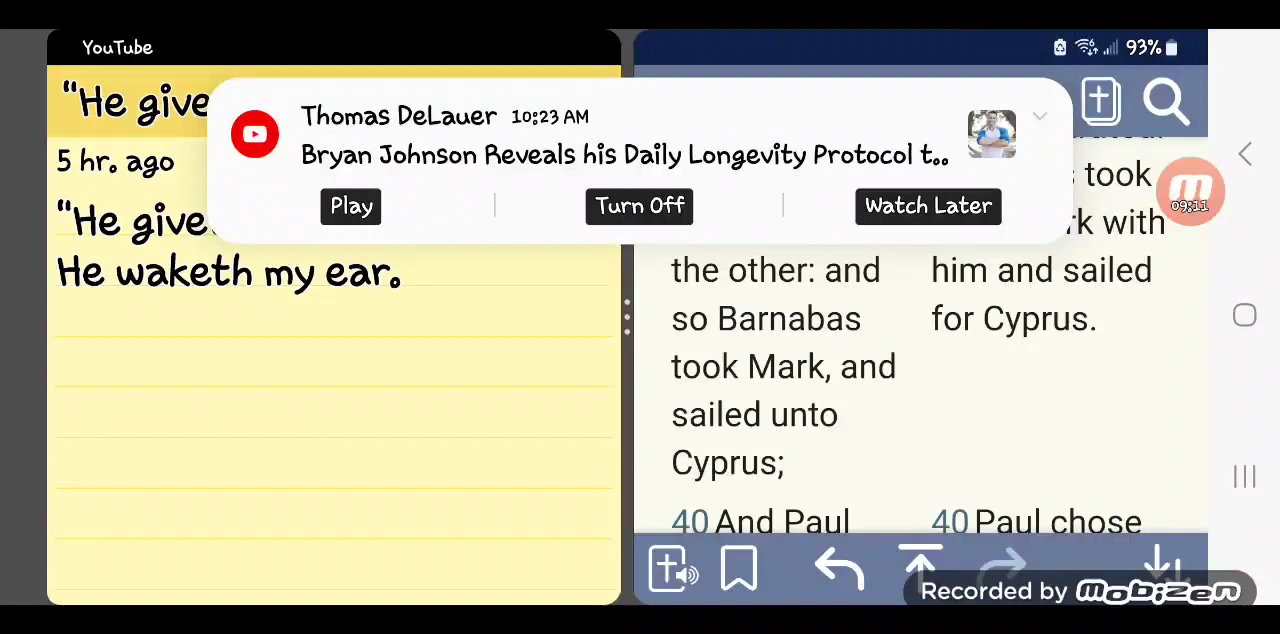 YouTube
93%
"He give
Thomas DeLauer 10:23 AM
Bryan Johnson Reveals his Daily Longevity Protocol t..
Play
Turn Off
Watch Later
5 hr. ago
"He give
He waketh my ear.
09:11
the other: and
so Barnabas
took Mark, and
sailed unto
Cyprus;
40 And Paul
took
rk with
him and sailed
for Cyprus.
40 Paul chose
Recorded by MOBIZEN